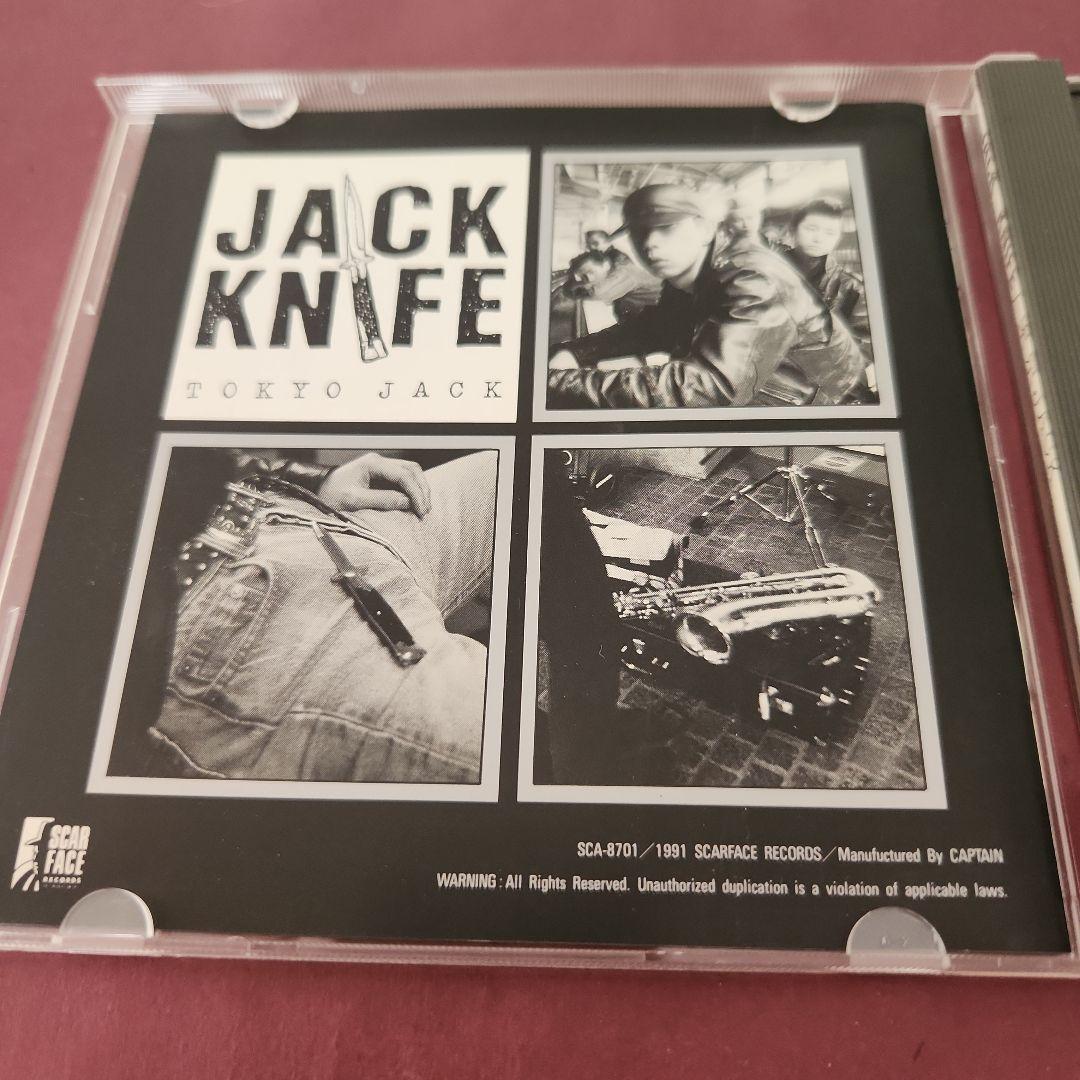 JACK
KNIFE
TOKYO JACK
SCAR
FACE
RECORDS
SCA-8701／1991 SCARFACE RECORDS／Manufuctured By CAPTAIN
WARNING：All Rights Reserved. Unauthorized duplication is a violation of applicable laws.